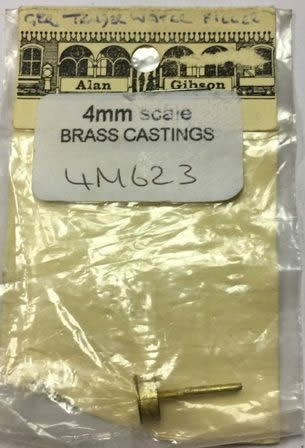 GER TENDER WATER FILLER
Alan Gibson
4mm scale
BRASS CASTINGS
4M623